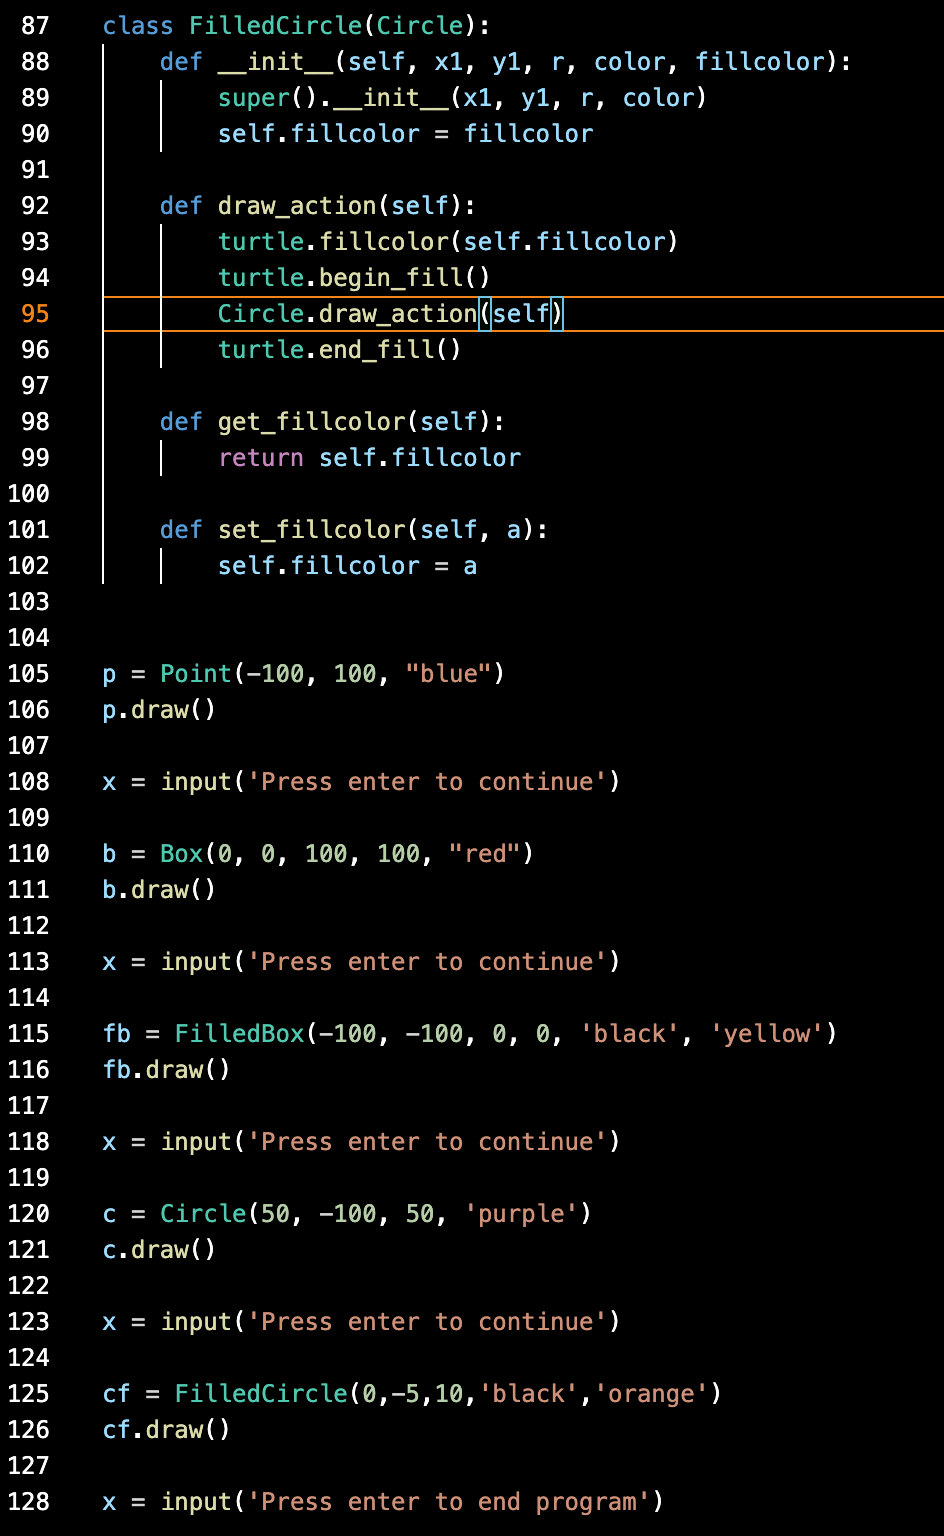 87 class FilledCircle(Circle):
88     def __init__(self, x1, y1, r, color, fillcolor):
89         super().__init__(x1, y1, r, color)
90         self.fillcolor = fillcolor
91
92     def draw_action(self):
93         turtle.fillcolor(self.fillcolor)
94         turtle.begin_fill()
95         Circle.draw_action(self)
96         turtle.end_fill()
97
98     def get_fillcolor(self):
99         return self.fillcolor
100
101     def set_fillcolor(self, a):
102         self.fillcolor = a
103
104
105 p = Point(-100, 100, "blue")
106 p.draw()
107
108 x = input('Press enter to continue')
109
110 b = Box(0, 0, 100, 100, "red")
111 b.draw()
112
113 x = input('Press enter to continue')
114
115 fb = FilledBox(-100, -100, 0, 0, 'black', 'yellow')
116 fb.draw()
117
118 x = input('Press enter to continue')
119
120 c = Circle(50, -100, 50, 'purple')
121 c.draw()
122
123 x = input('Press enter to continue')
124
125 cf = FilledCircle(0,-5,10,'black','orange')
126 cf.draw()
127
128 x = input('Press enter to end program')